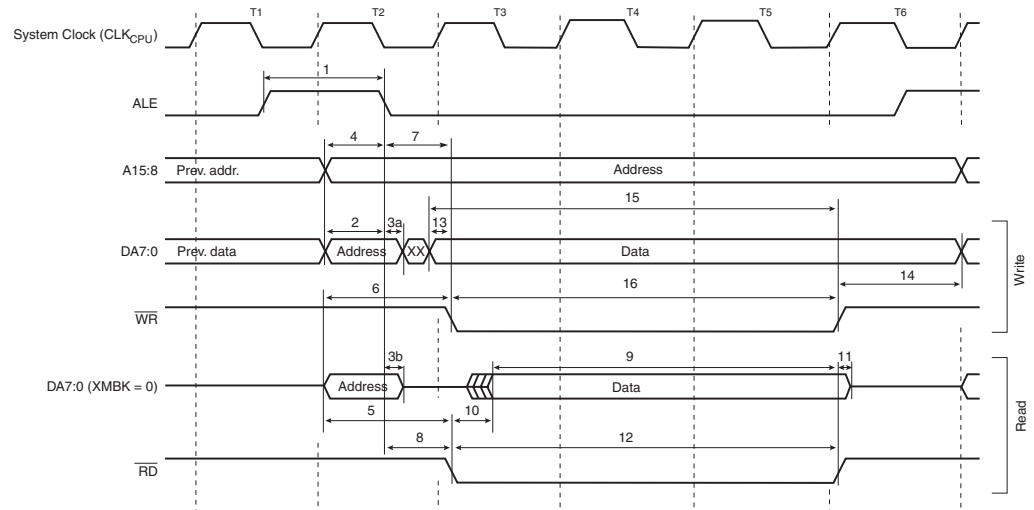 T1 T2 T3 T4 T5 T6
System Clock (CLKCPU)
1
ALE
4 7
A15:8 Prev. addr. Address
15
2 3a 13
DA7:0 Prev. data Address XX Data
14
6 16
WR
Write
3b 9 11
DA7:0 (XMBK = 0) Address Data
5 10
8 12
RD
Read